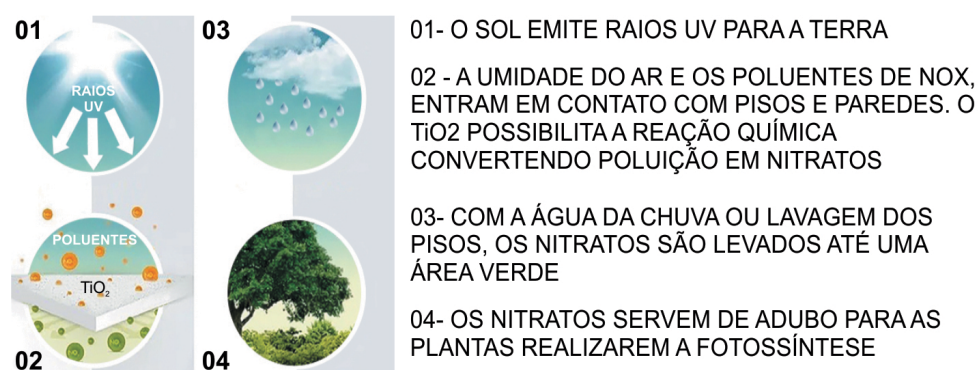 01
RAIOS
UV
03
POLUENTES
TiO2
02
04
01- O SOL EMITE RAIOS UV PARA A TERRA
02 - A UMIDADE DO AR E OS POLUENTES DE NOX,
ENTRAM EM CONTATO COM PISOS E PAREDES. O
TiO2 POSSIBILITA A REAÇÃO QUÍMICA
CONVERTENDO POLUIÇÃO EM NITRATOS
03- COM A ÁGUA DA CHUVA OU LAVAGEM DOS
PISOS, OS NITRATOS SÃO LEVADOS ATÉ UMA
ÁREA VERDE
04- OS NITRATOS SERVEM DE ADUBO PARA AS
PLANTAS REALIZAREM A FOTOSSÍNTESE